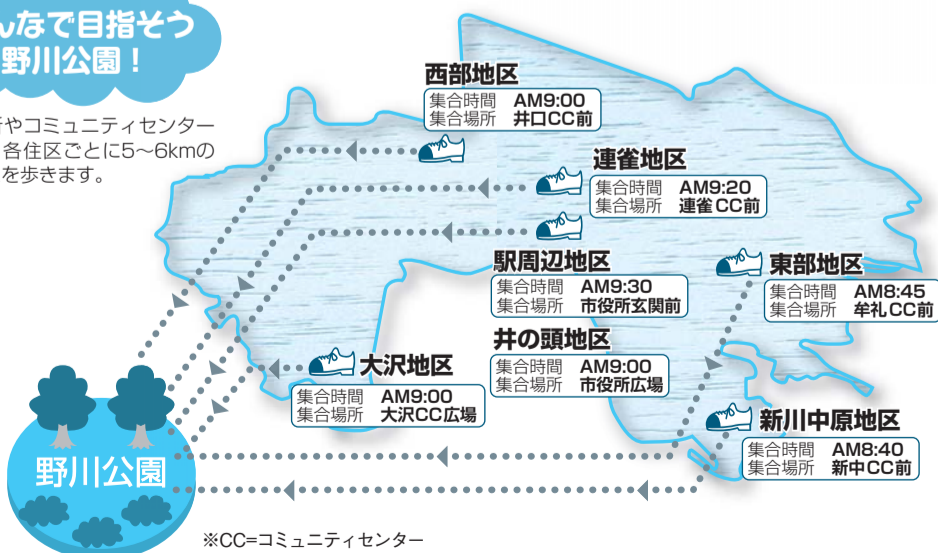 んなで目指そう
野川公園！
やコミュニティセンター
各住区ごとに5～6kmの
を歩きます。
西部地区
集合時間 AM9:00
集合場所 井口CC前
連雀地区
集合時間 AM9:20
集合場所 連雀CC前
駅周辺地区
集合時間 AM9:30
集合場所 市役所玄関前
東部地区
集合時間 AM8:45
集合場所 牟礼CC前
井の頭地区
集合時間 AM9:00
集合場所 市役所広場
大沢地区
集合時間 AM9:00
集合場所 大沢CC広場
新川中原地区
集合時間 AM8:40
集合場所 新中CC前
野川公園
※CC=コミュニティセンター